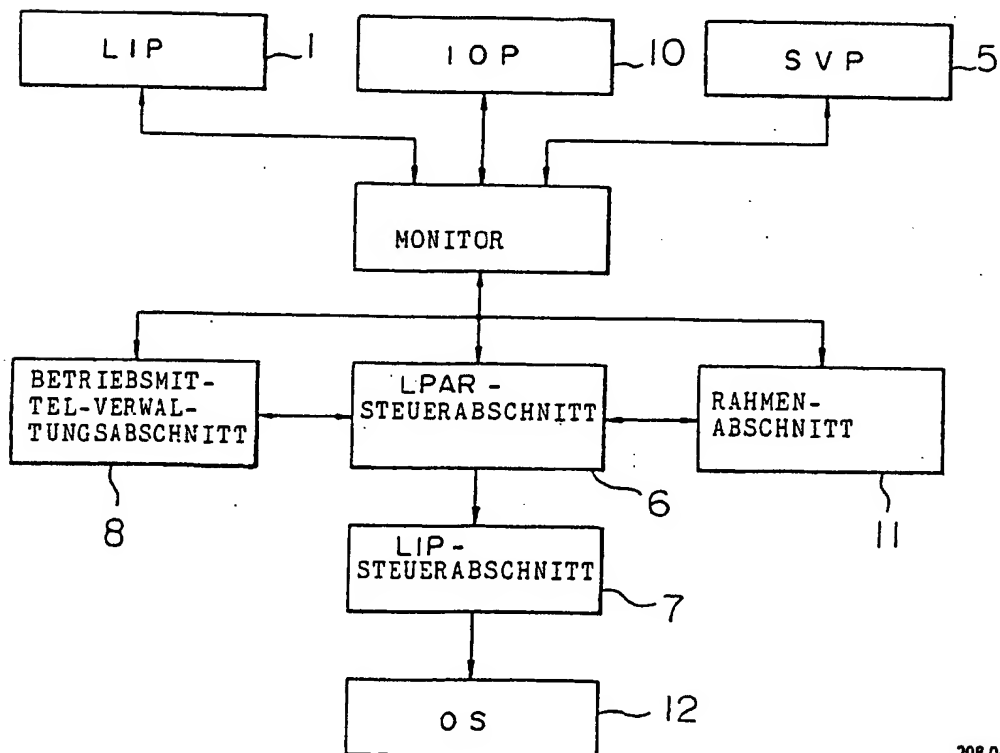 LIP
1
IOP
10
SVP
5
MONITOR
BETRIEBSMIT-
TEL-VERWAL-
TUNGSABSCHNITT
8
LPAR-
STEUERABSCHNITT
6
RAHMEN-
ABSCHNITT
11
LIP-
STEUERABSCHNITT
7
OS
12